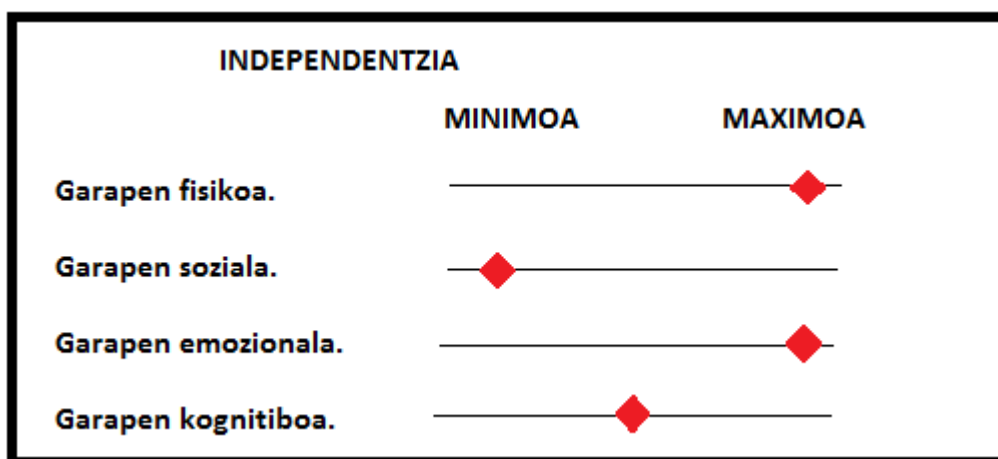 INDEPENDENTZIA
MINIMOA MAXIMOA
Garapen fisikoa.
Garapen soziala.
Garapen emozionala.
Garapen kognitiboa.